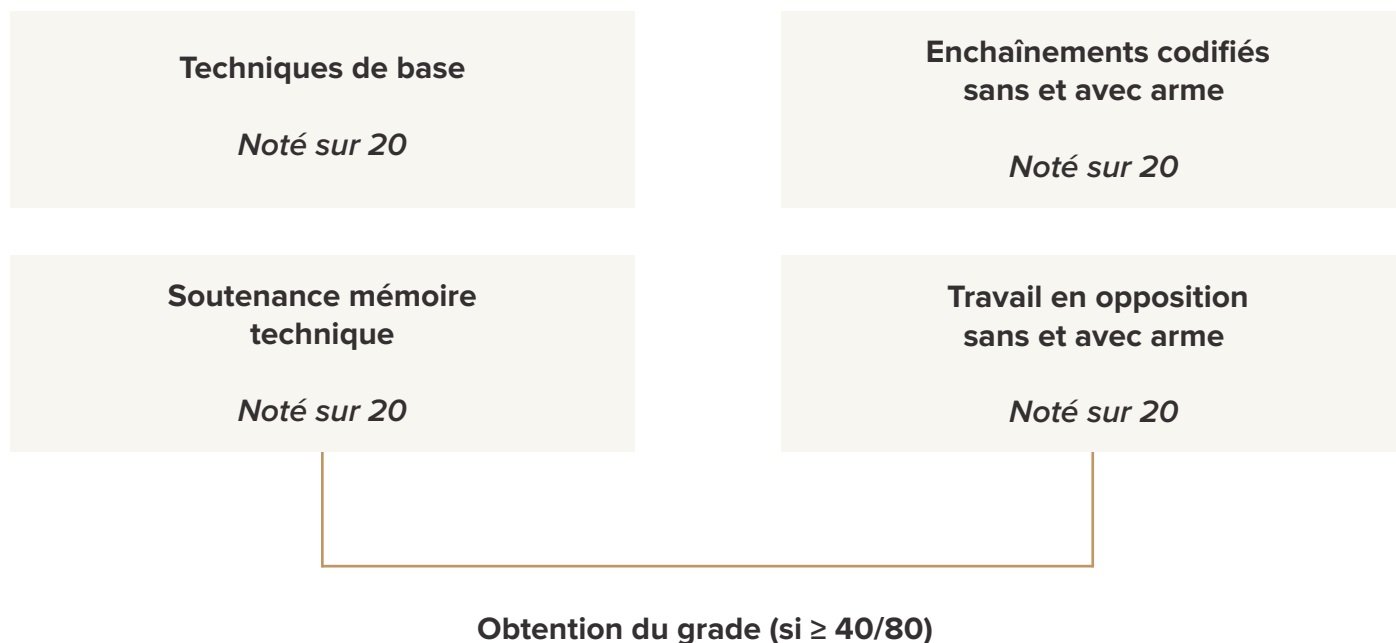 Techniques de base
Noté sur 20
Enchaînements codifiés
sans et avec arme
Noté sur 20
Soutenance mémoire
technique
Noté sur 20
Travail en opposition
sans et avec arme
Noté sur 20
Obtention du grade (si ≥ 40/80)